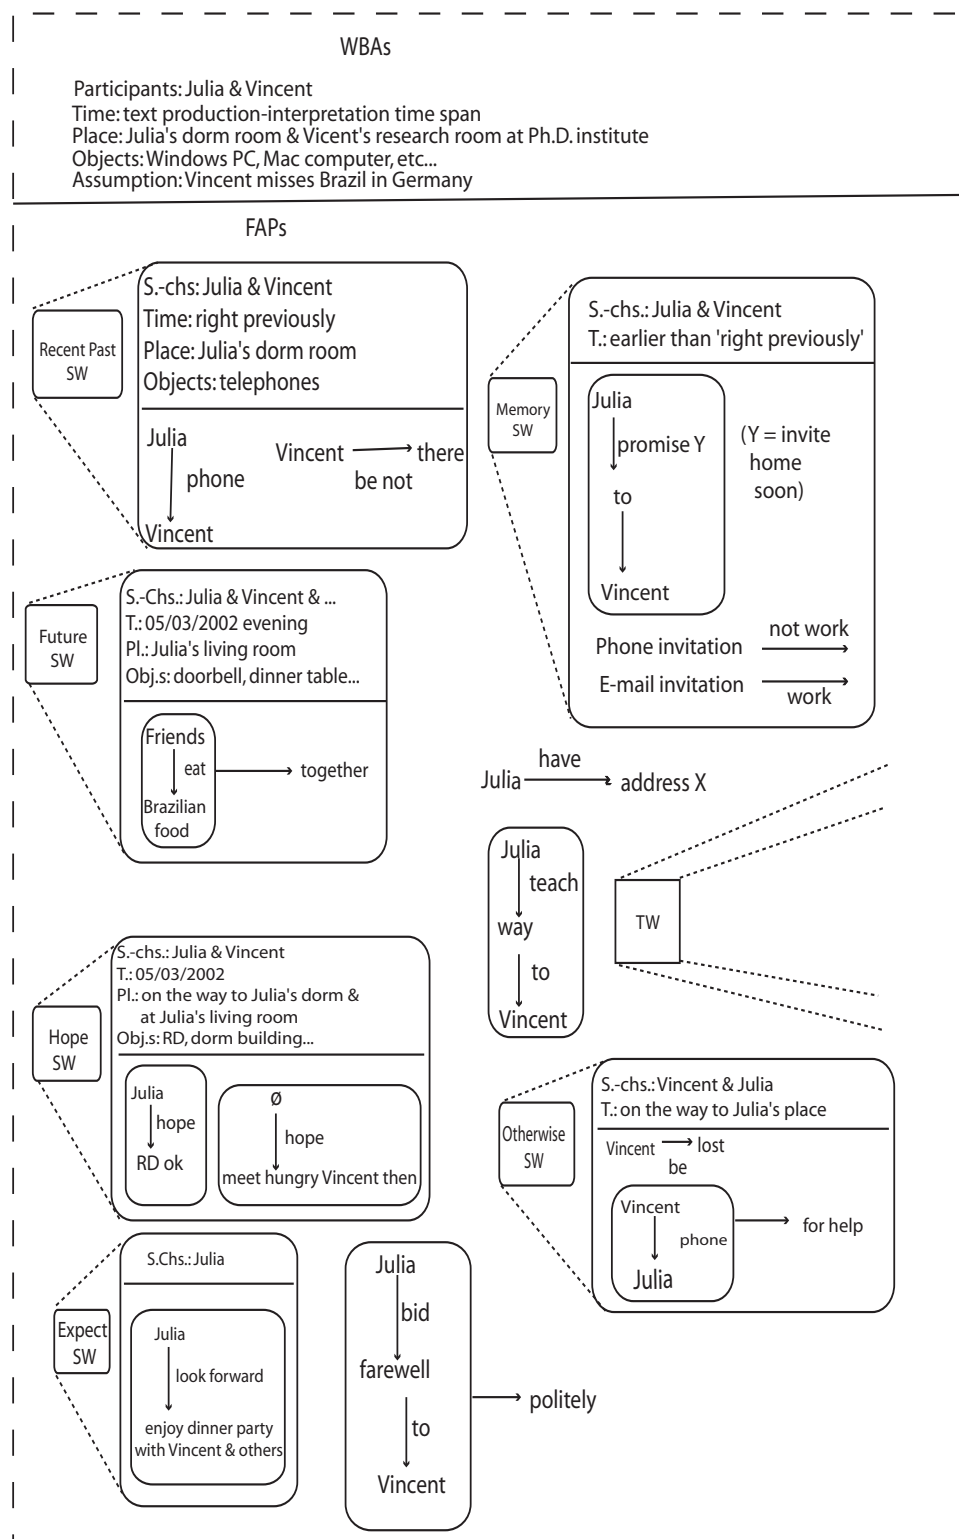 WBAs
Participants: Julia & Vincent
Time: text production-interpretation time span
Place: Julia's dorm room & Vicent's research room at Ph.D. institute
Objects: Windows PC, Mac computer, etc...
Assumption: Vincent misses Brazil in Germany
FAPs
Recent Past
SW
S.-chs: Julia & Vincent
Time: right previously
Place: Julia's dorm room
Objects: telephones
Julia
phone
Vincent
Vincent
there
be not
Memory
SW
S.-chs.: Julia & Vincent
T.: earlier than 'right previously'
Julia
promise Y
to
Vincent
(Y = invite
home
soon)
Phone invitation
not work
E-mail invitation
work
Future
SW
S.-Chs.: Julia & Vincent & ...
T.: 05/03/2002 evening
Pl.: Julia's living room
Obj.s: doorbell, dinner table...
Friends
eat
Brazilian
food
together
Julia
have
address X
Julia
teach
way
to
Vincent
TW
Hope
SW
S.-chs.: Julia & Vincent
T.: 05/03/2002
Pl.: on the way to Julia's dorm &
at Julia's living room
Obj.s: RD, dorm building...
Julia
hope
RD ok
Ø
hope
meet hungry Vincent then
Otherwise
SW
S.-chs.: Vincent & Julia
T.: on the way to Julia's place
Vincent
lost
be
Vincent
phone
Julia
for help
Expect
SW
S.Chs.: Julia
Julia
look forward
enjoy dinner party
with Vincent & others
Julia
bid
farewell
to
Vincent
politely